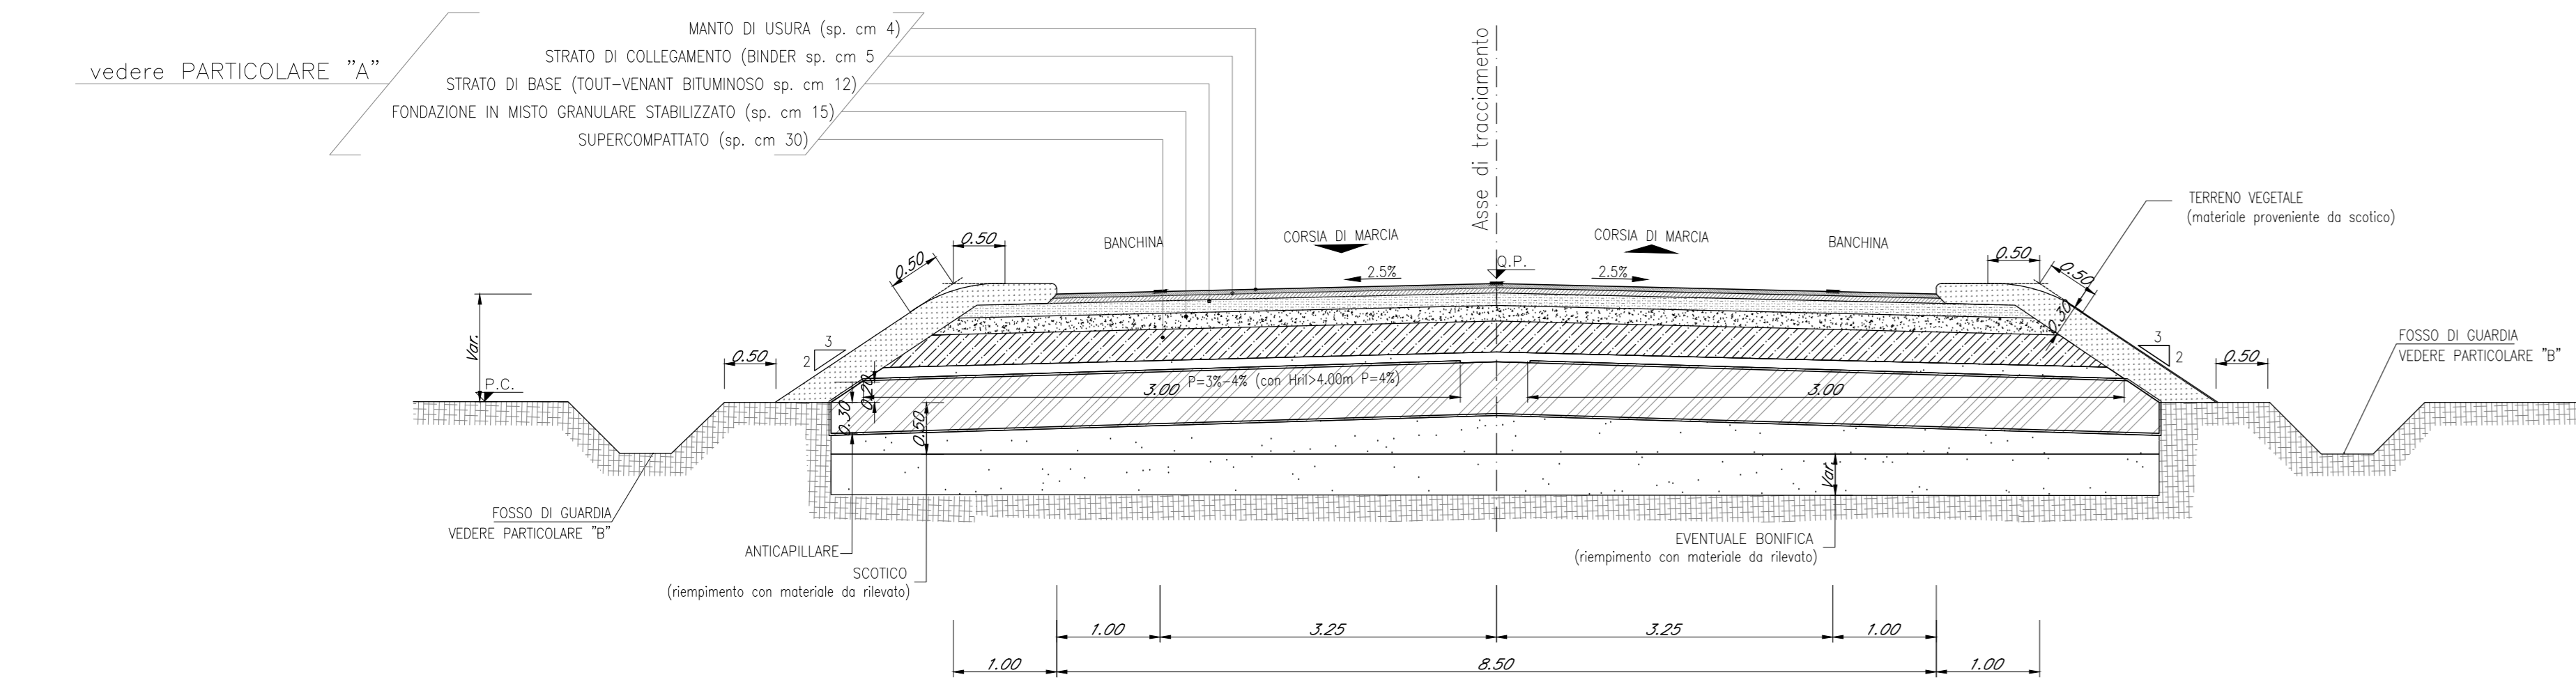 vedere PARTICOLARE "A"
MANTO DI USURA (sp. cm 4)
STRATO DI COLLEGAMENTO (BINDER sp. cm 5
STRATO DI BASE (TOUT-VENANT BITUMINOSO sp. cm 12)
FONDAZIONE IN MISTO GRANULARE STABILIZZATO (sp. cm 15)
SUPERCOMPATTATO (sp. cm 30)
Asse di tracciamento
TERRENO VEGETALE
(materiale proveniente da scotico)
BANCHINA
CORSIA DI MARCIA
CORSIA DI MARCIA
BANCHINA
0.50
0.50
2.5%
Q.P.
2.5%
0.50
0.50
0.30
Var.
P.C.
0.50
3
2
3
2
0.50
FOSSO DI GUARDIA
VEDERE PARTICOLARE "B"
0.20
3.00
P=3%-4% (con Hril>4.00m P=4%)
3.00
0.30
0.50
Var.
FOSSO DI GUARDIA
VEDERE PARTICOLARE "B"
ANTICAPILLARE
SCOTICO
(riempimento con materiale da rilevato)
EVENTUALE BONIFICA
(riempimento con materiale da rilevato)
1.00
3.25
3.25
1.00
1.00
8.50
1.00